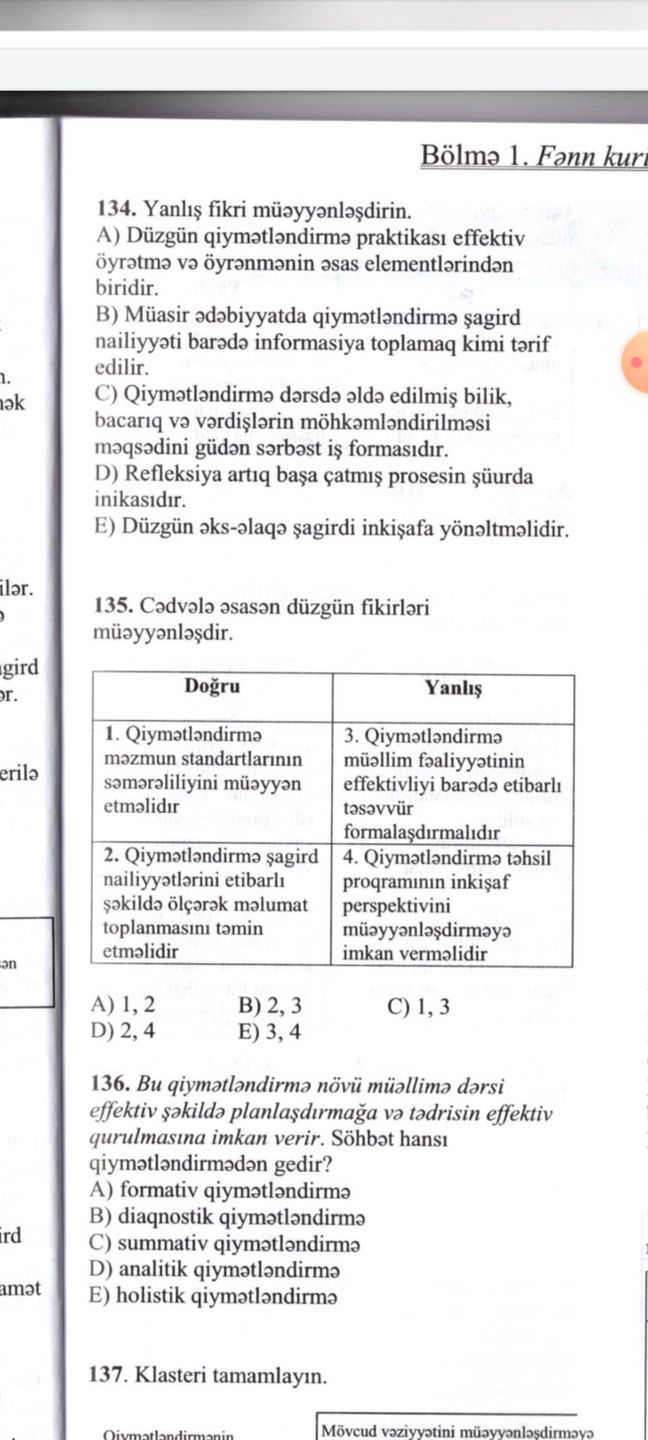 Bölmə 1. Fənn kuri
134. Yanlış fikri müəyyənləşdirin.
A) Düzgün qiymətləndirmə praktikası effektiv
öyrətmə və öyrənmənin əsas elementlərindən
biridir.
B) Müasir ədəbiyyatda qiymətləndirmə şagird
nailiyyəti barədə informasiya toplamaq kimi tərif
edilir.
C) Qiymətləndirmə dərsdə əldə edilmiş bilik,
bacarıq və vərdişlərin möhkəmləndirilməsi
məqsədini güdən sərbəst iş formasıdır.
D) Refleksiya artıq başa çatmış prosesin şüurda
inikasıdır.
E) Düzgün əks-əlaqə şagirdi inkişafa yönəltməlidir.
135. Cədvələ əsasən düzgün fikirləri
müəyyənləşdir.
Doğru
Yanlış
1. Qiymətləndirmə
məzmun standartlarının
səmərəliliyini müəyyən
etməlidir
3. Qiymətləndirmə
müəllim fəaliyyətinin
effektivliyi barədə etibarlı
təsəvvür
formalaşdırmalıdır
2. Qiymətləndirmə şagird
nailiyyətlərini etibarlı
şəkildə ölçərək məlumat
toplanmasını təmin
etməlidir
4. Qiymətləndirmə təhsil
proqramının inkişaf
perspektivini
müəyyənləşdirməyə
imkan verməlidir
A) 1, 2 B) 2, 3 C) 1, 3
D) 2, 4 E) 3, 4
136. Bu qiymətləndirmə növü müəllimə dərsi
effektiv şəkildə planlaşdırmağa və tədrisin effektiv
qurulmasına imkan verir. Söhbət hansı
qiymətləndirmədən gedir?
A) formativ qiymətləndirmə
B) diaqnostik qiymətləndirmə
C) summativ qiymətləndirmə
D) analitik qiymətləndirmə
E) holistik qiymətləndirmə
137. Klasteri tamamlayın.
Qiymətləndirmənin
Mövcud vəziyyətini müəyyənləşdirməyə